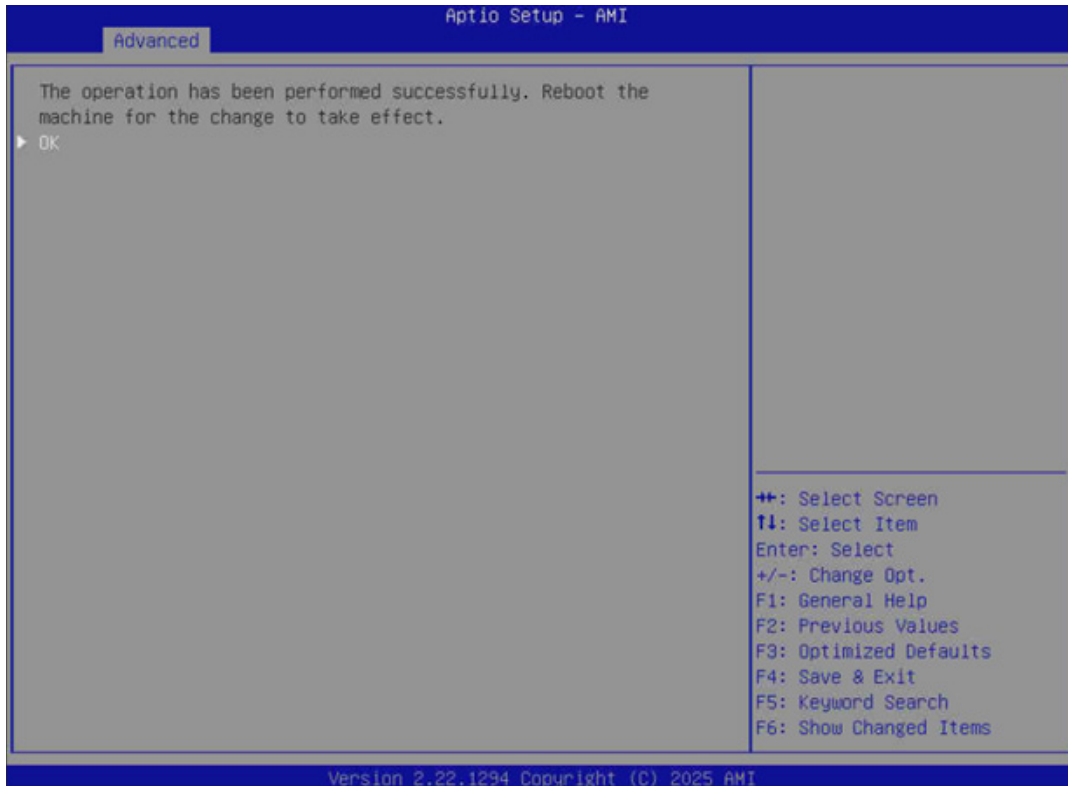 Aptio Setup – AMI
Advanced
The operation has been performed successfully. Reboot the
machine for the change to take effect.
▶ OK
→←: Select Screen
↑↓: Select Item
Enter: Select
+/-: Change Opt.
F1: General Help
F2: Previous Values
F3: Optimized Defaults
F4: Save & Exit
F5: Keyword Search
F6: Show Changed Items
Version 2.22.1294 Copyright (C) 2025 AMI